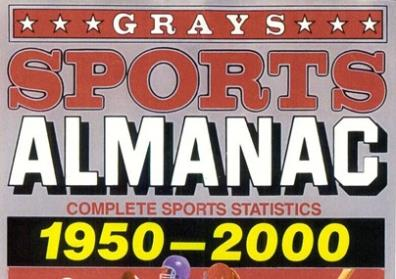 ★ ★ ★ GRAYS ★ ★ ★
SPORTS
ALMANAC
COMPLETE SPORTS STATISTICS
1950–2000